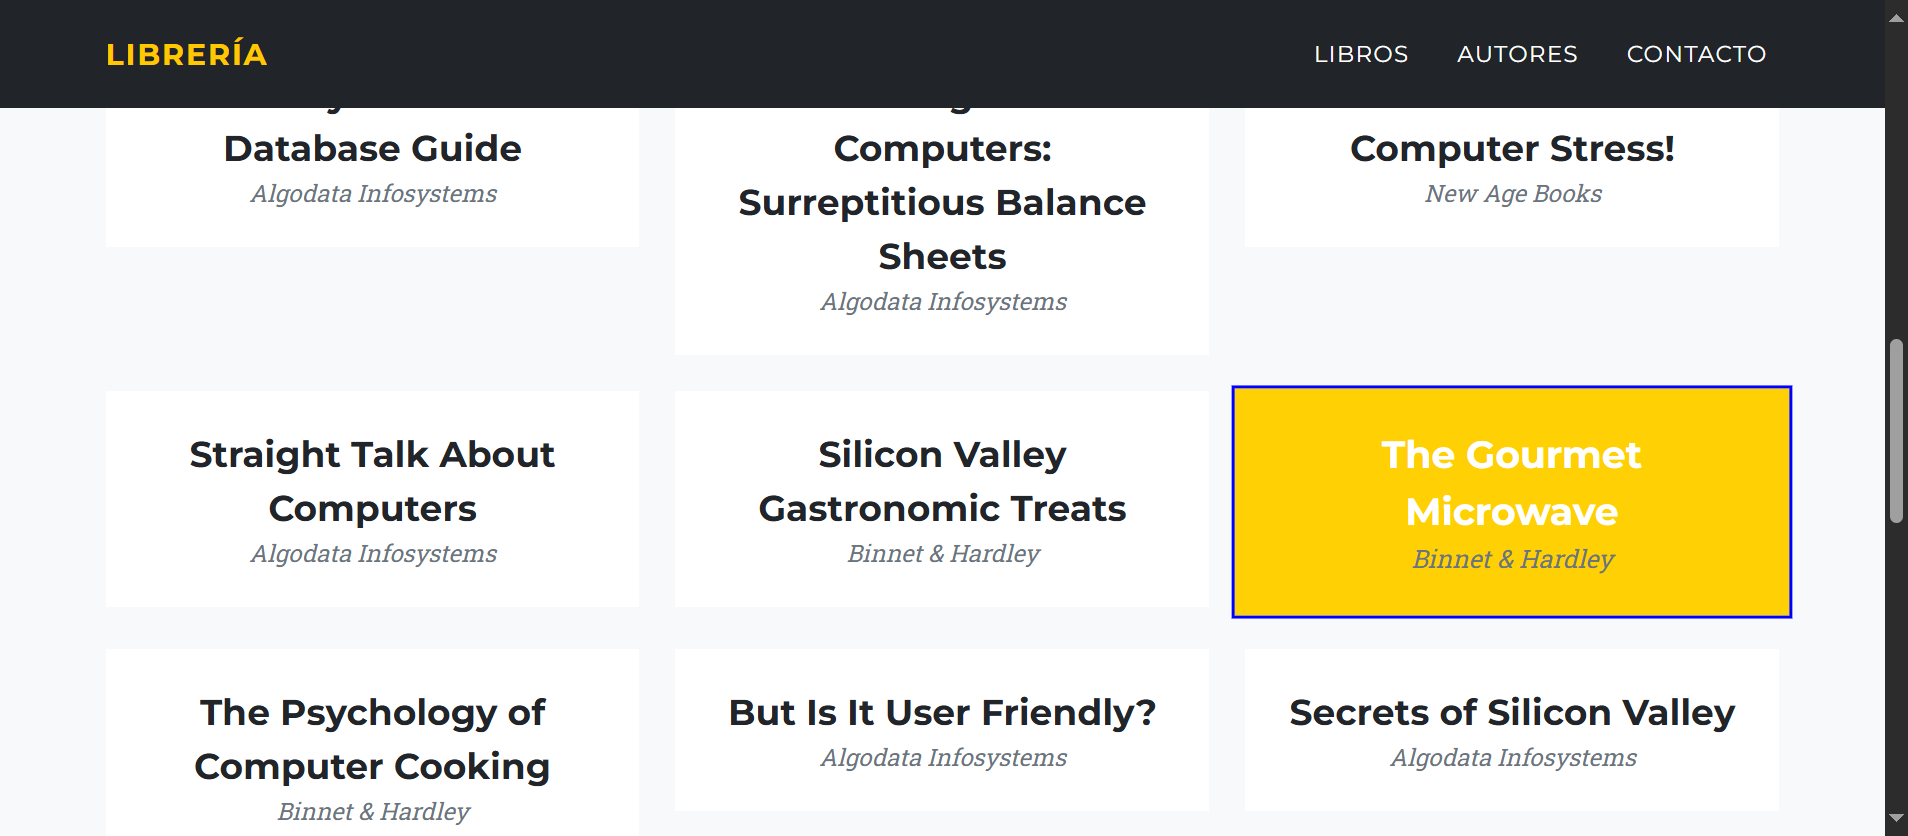 LIBRERÍA
LIBROS AUTORES CONTACTO
Database Guide
Algodata Infosystems
Computers:
Surreptitious Balance
Sheets
Algodata Infosystems
Computer Stress!
New Age Books
Straight Talk About
Computers
Algodata Infosystems
Silicon Valley
Gastronomic Treats
Binnet & Hardley
The Gourmet
Microwave
Binnet & Hardley
The Psychology of
Computer Cooking
Binnet & Hardley
But Is It User Friendly?
Algodata Infosystems
Secrets of Silicon Valley
Algodata Infosystems